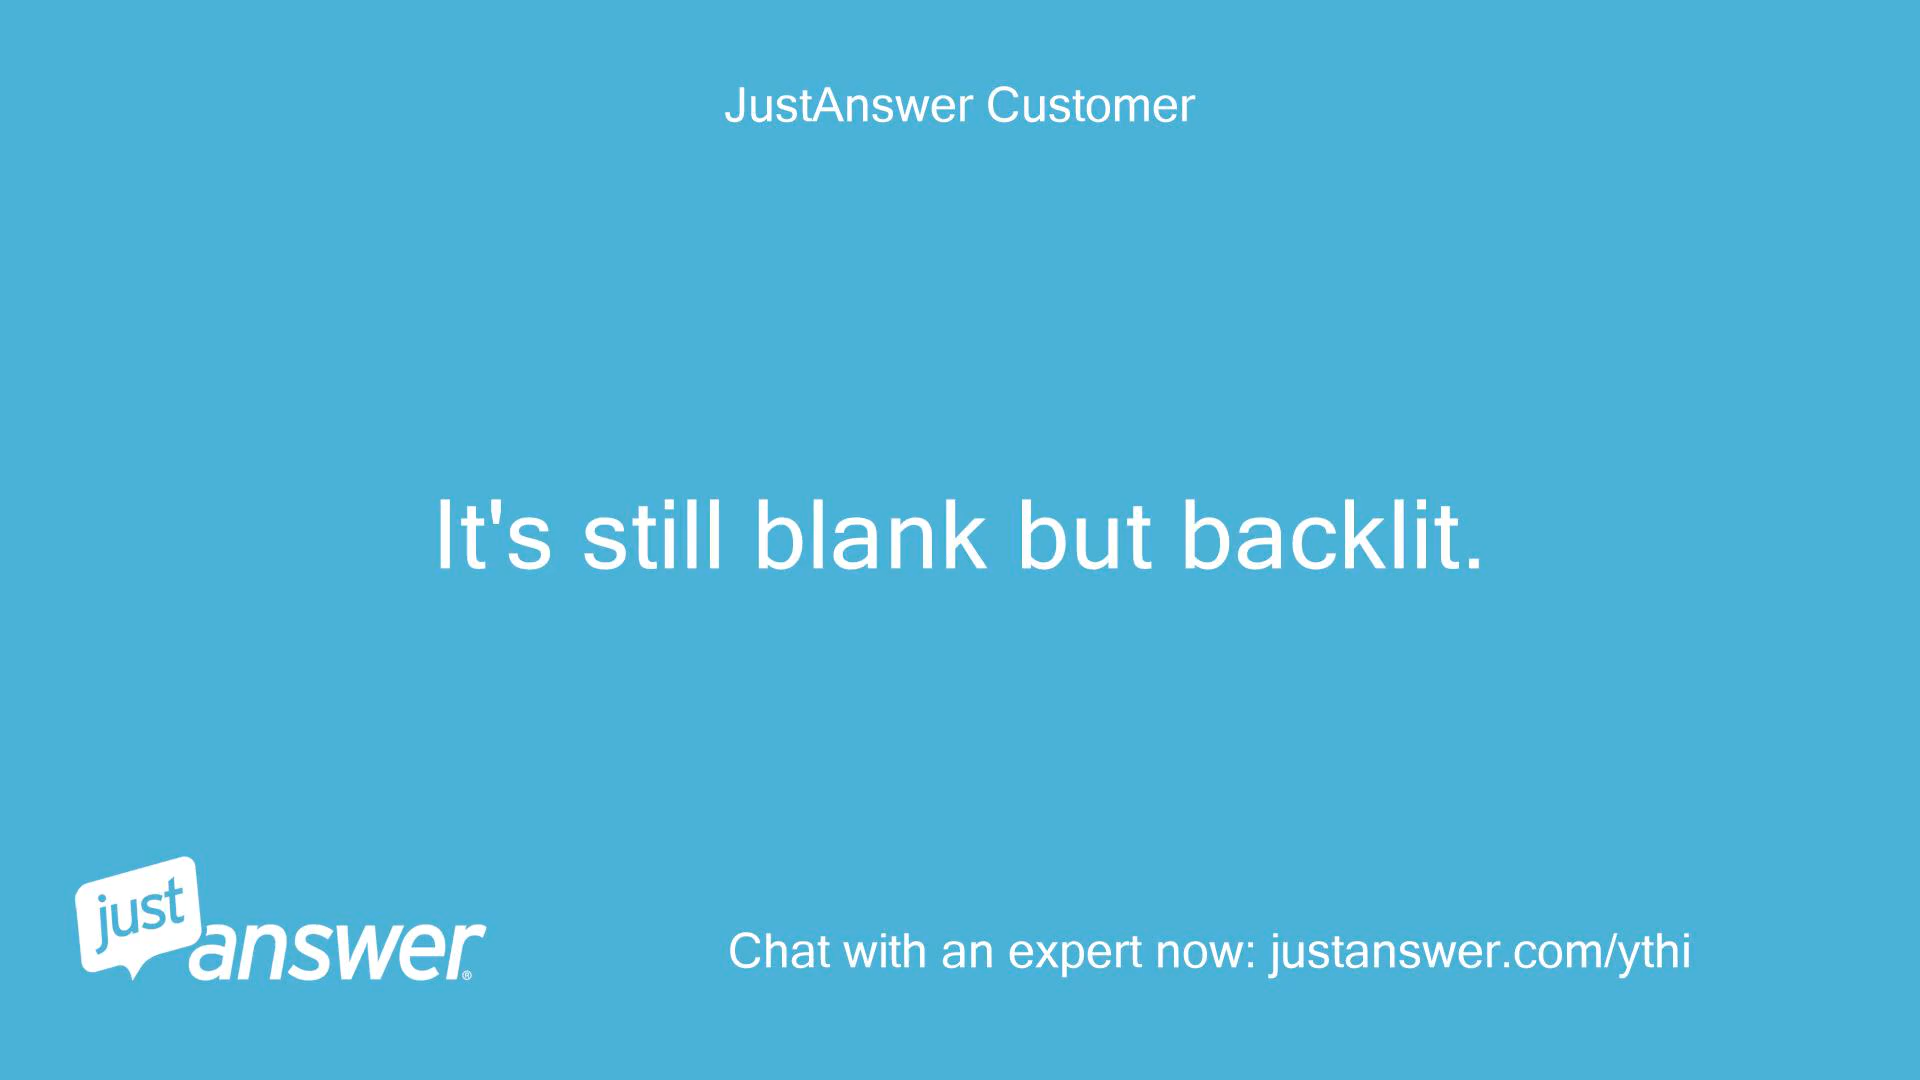 JustAnswer Customer
It's still blank but backlit.
just
answer®
Chat with an expert now: justanswer.com/ythi